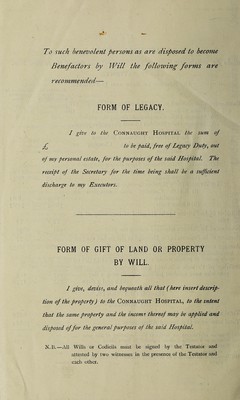 To such benevolent persons as are disposed to become
Benefactors by Will the following forms are
recommended—
FORM OF LEGACY.
I give to the CONNAUGHT HOSPITAL the sum of
£ to be paid, free of Legacy Duty, out
of my personal estate, for the purposes of the said Hospital. The
receipt of the Secretary for the time being shall be a sufficient
discharge to my Executors.
FORM OF GIFT OF LAND OR PROPERTY
BY WILL.
I give, devise, and bequeath all that (here insert descrip-
tion of the property) to the CONNAUGHT HOSPITAL, to the intent
that the same property and the income thereof may be applied and
disposed of for the general purposes of the said Hospital.
N.B.—All Wills or Codicils must be signed by the Testator and
attested by two witnesses in the presence of the Testator and
each other.